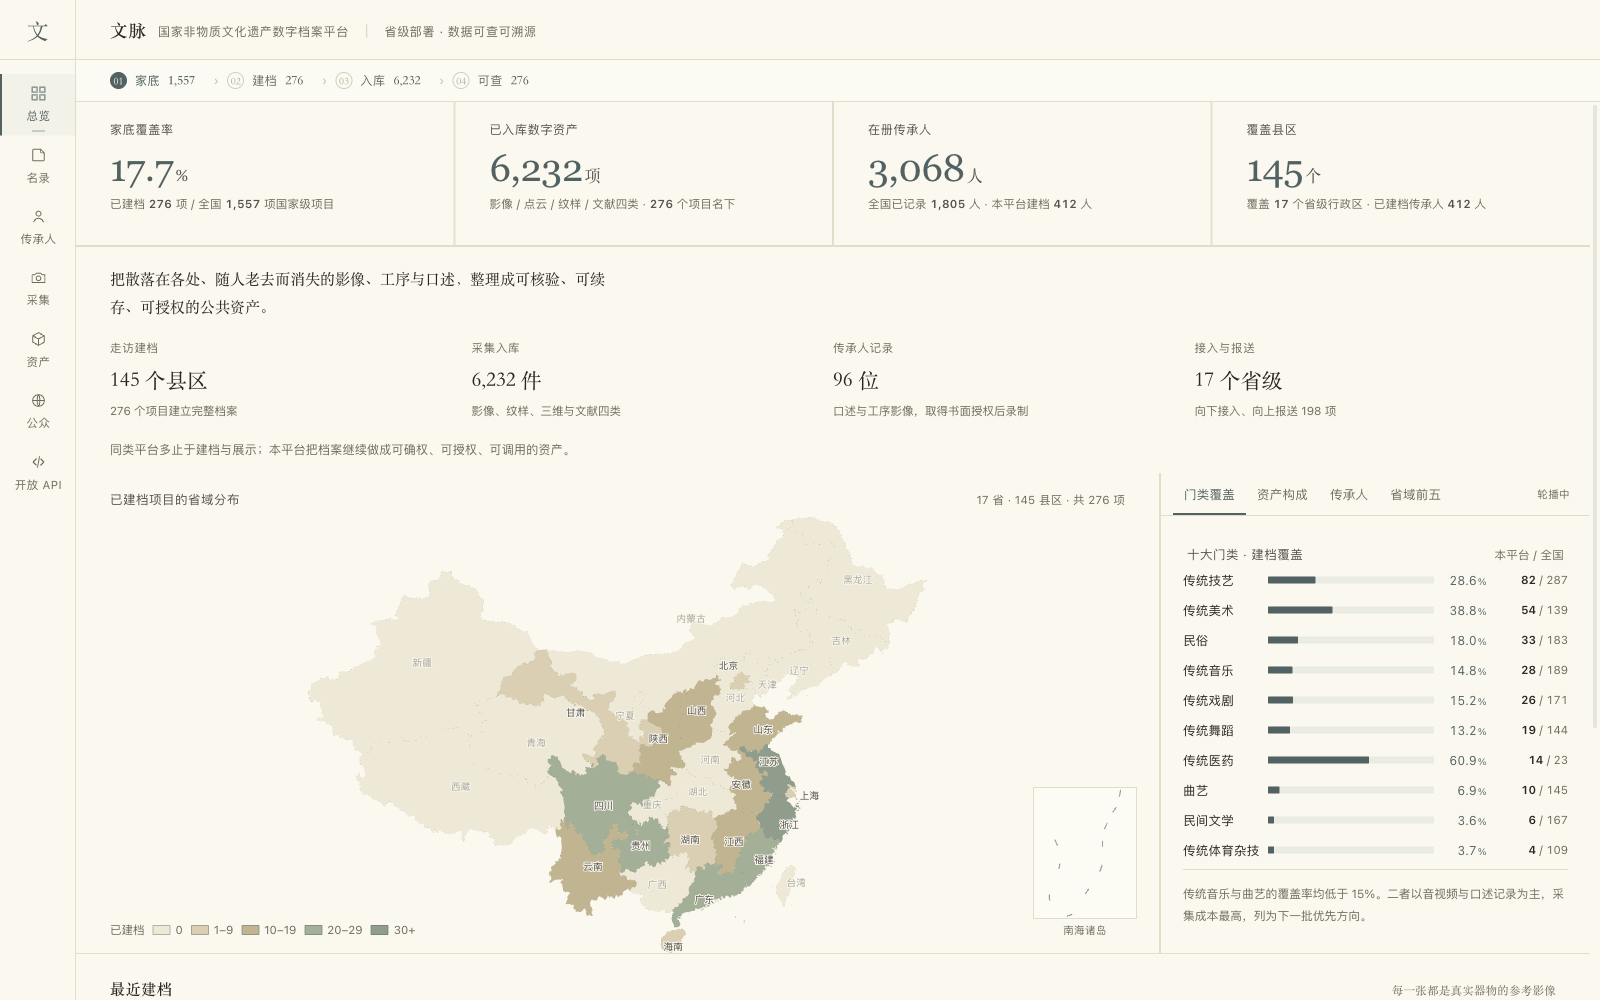 文
文脉 国家非物质文化遗产数字档案平台 | 省级部署 · 数据可查可溯源
总览
名录
传承人
采集
资产
公众
开放 API
01 家底 1,557 › 02 建档 276 › 03 入库 6,232 › 04 可查 276
家底覆盖率
17.7%
已建档 276 项 / 全国 1,557 项国家级项目
已入库数字资产
6,232项
影像 / 点云 / 纹样 / 文献四类 · 276 个项目名下
在册传承人
3,068人
全国已记录 1,805 人 · 本平台建档 412 人
覆盖县区
145个
覆盖 17 个省级行政区 · 已建档传承人 412 人
把散落在各处、随人老去而消失的影像、工序与口述，整理成可核验、可续
存、可授权的公共资产。
走访建档
145 个县区
276 个项目建立完整档案
采集入库
6,232 件
影像、纹样、三维与文献四类
传承人记录
96 位
口述与工序影像，取得书面授权后录制
接入与报送
17 个省级
向下接入、向上报送 198 项
同类平台多止于建档与展示；本平台把档案继续做成可确权、可授权、可调用的资产。
已建档项目的省域分布
17 省 · 145 县区 · 共 276 项
黑龙江
内蒙古
吉林
新疆
北京
辽宁
天津
河北
甘肃
宁夏
山西
山东
陕西
青海
河南
江苏
西藏
安徽
湖北
上海
四川
重庆
浙江
湖南
江西
贵州
福建
云南
广西
台湾
广东
海南
南海诸岛
已建档 0 1–9 10–19 20–29 30+
门类覆盖 资产构成 传承人 省域前五 轮播中
十大门类 · 建档覆盖 本平台 / 全国
传统技艺 28.6% 82 / 287
传统美术 38.8% 54 / 139
民俗 18.0% 33 / 183
传统音乐 14.8% 28 / 189
传统戏剧 15.2% 26 / 171
传统舞蹈 13.2% 19 / 144
传统医药 60.9% 14 / 23
曲艺 6.9% 10 / 145
民间文学 3.6% 6 / 167
传统体育杂技 3.7% 4 / 109
传统音乐与曲艺的覆盖率均低于 15%。二者以音视频与口述记录为主，采
集成本最高，列为下一批优先方向。
最近建档
每一张都是真实器物的参考影像